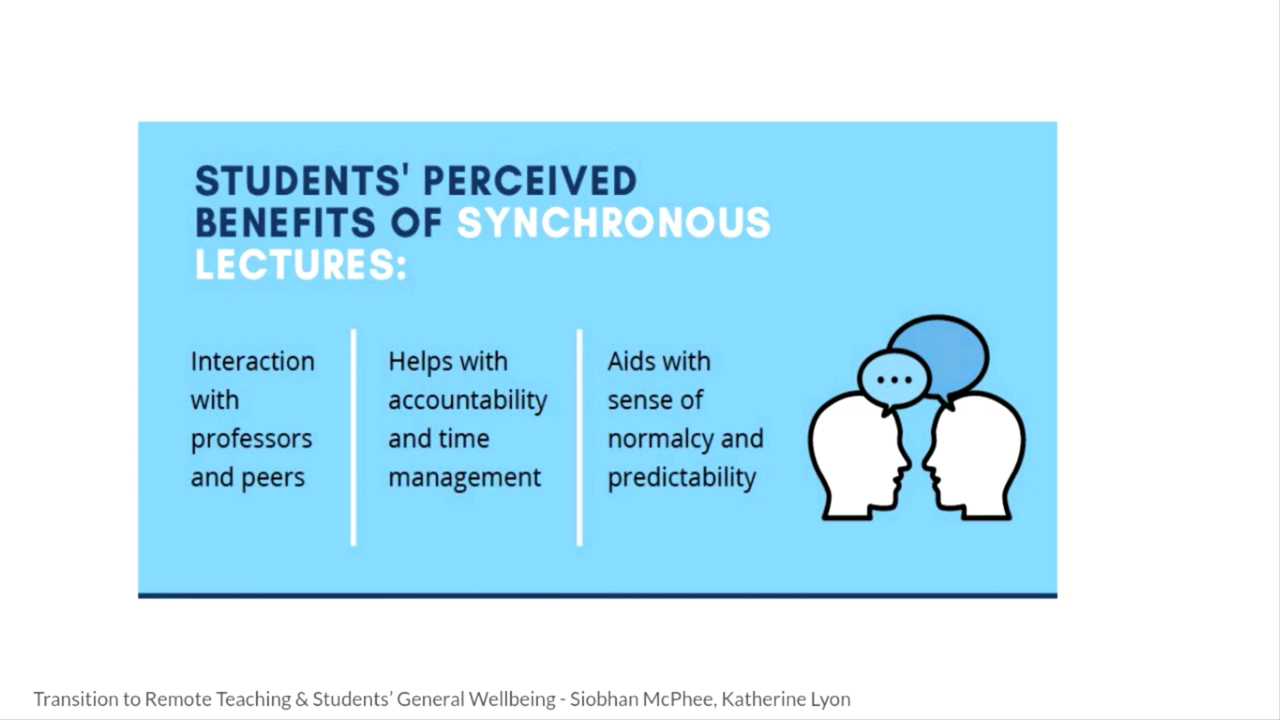 STUDENTS' PERCEIVED
BENEFITS OF SYNCHRONOUS
LECTURES:
Interaction
with
professors
and peers
Helps with
accountability
and time
management
Aids with
sense of
normalcy and
predictability
Transition to Remote Teaching & Students’ General Wellbeing - Siobhan McPhee, Katherine Lyon